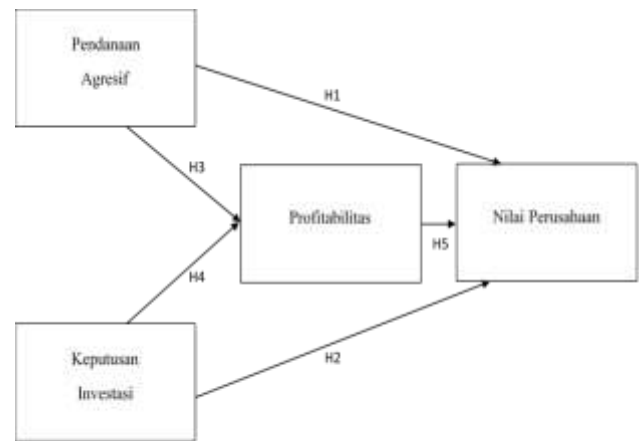 Pendanaan
Agresif
H1
H3
Profitabilitas
Nilai Perusahaan
H5
H4
Keputusan
Investasi
H2